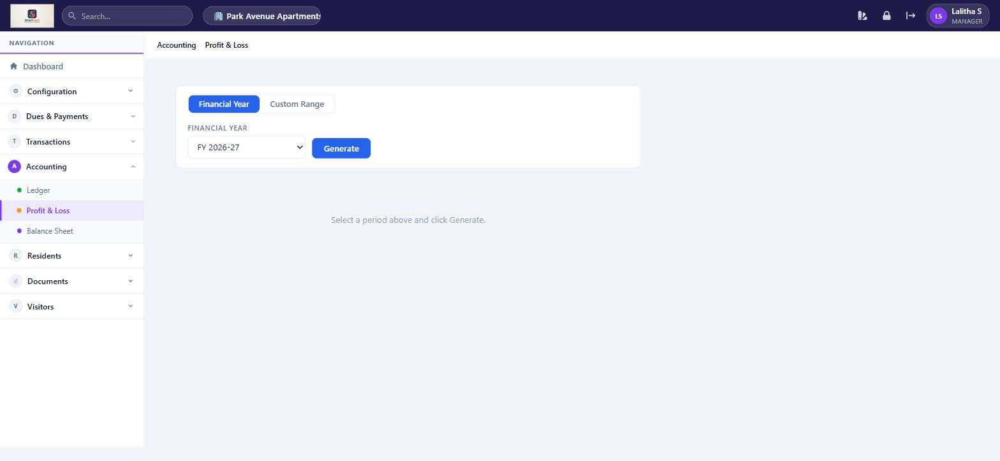 SmartAppt
Search...
Park Avenue Apartments
LS
Lalitha S
MANAGER
NAVIGATION
Accounting
Profit & Loss
Dashboard
Configuration
D
Dues & Payments
T
Transactions
A
Accounting
Ledger
Profit & Loss
Balance Sheet
R
Residents
Documents
V
Visitors
Financial Year
Custom Range
FINANCIAL YEAR
FY 2026-27
Generate
Select a period above and click Generate.